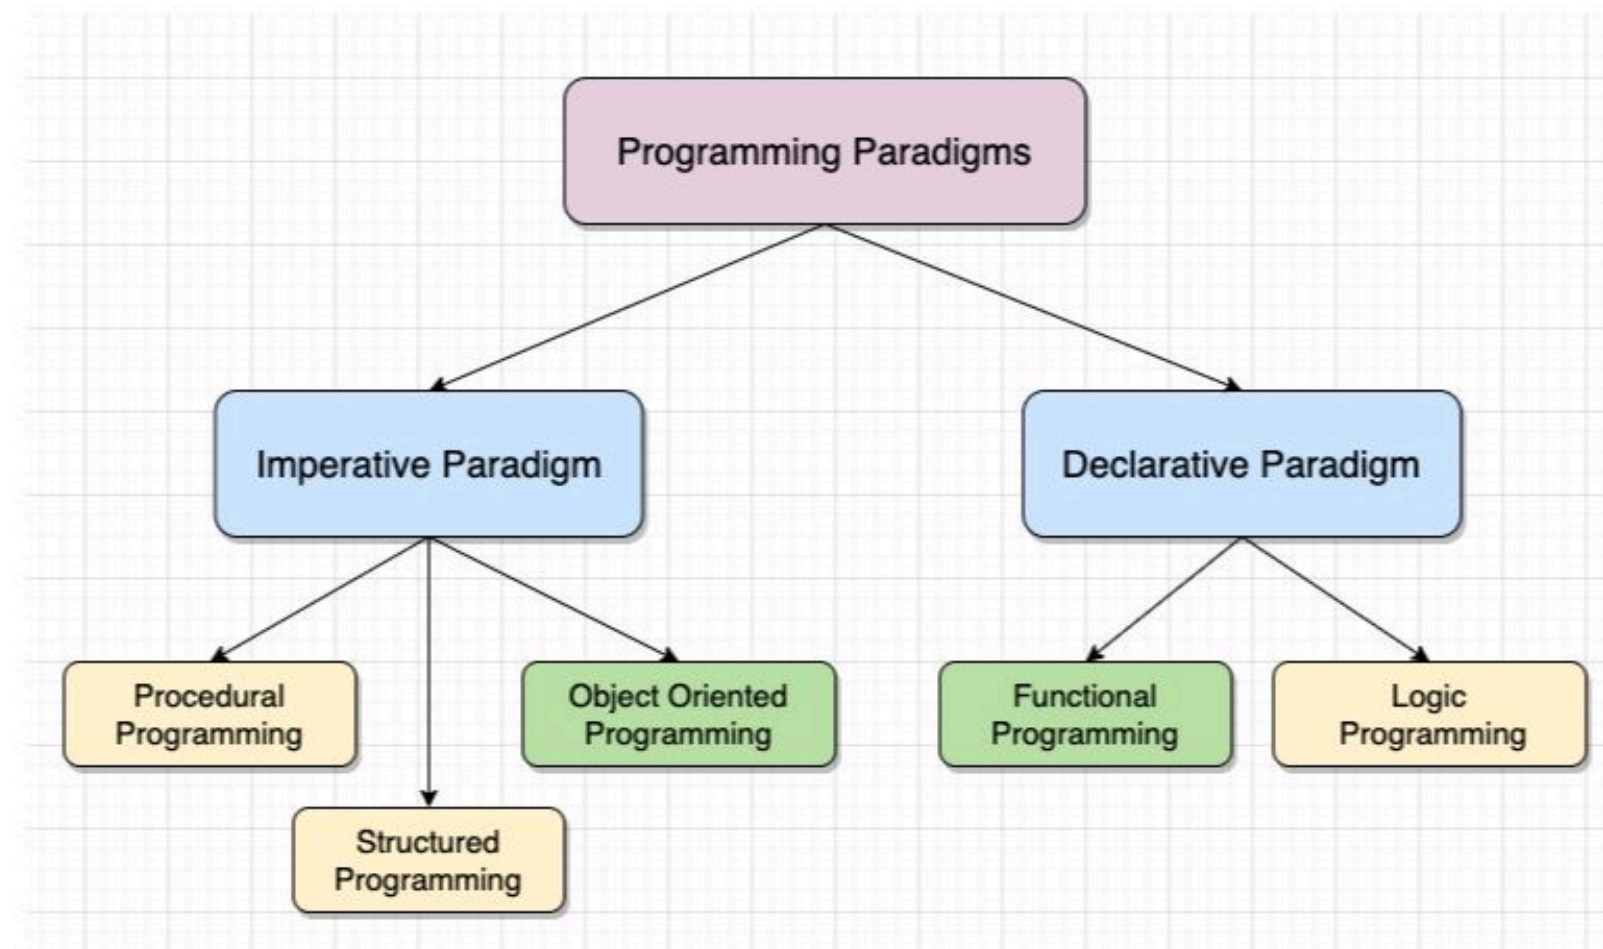 Programming Paradigms
Imperative Paradigm
Declarative Paradigm
Procedural
Programming
Object Oriented
Programming
Functional
Programming
Logic
Programming
Structured
Programming